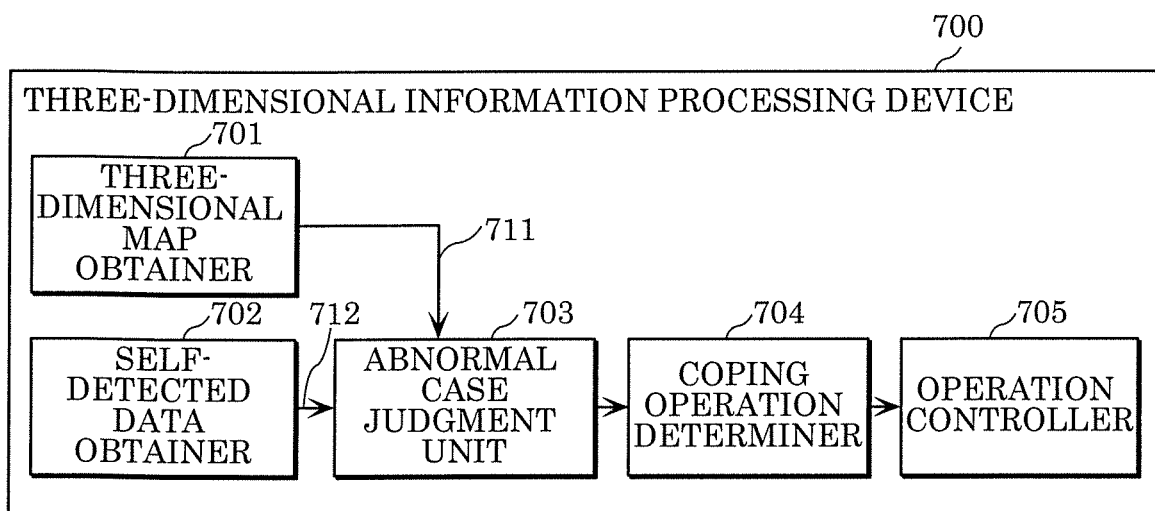 700
THREE-DIMENSIONAL INFORMATION PROCESSING DEVICE
701
THREE-
DIMENSIONAL
MAP
OBTAINER
711
702
SELF-
DETECTED
DATA
OBTAINER
712
703
ABNORMAL
CASE
JUDGMENT
UNIT
704
COPING
OPERATION
DETERMINER
705
OPERATION
CONTROLLER